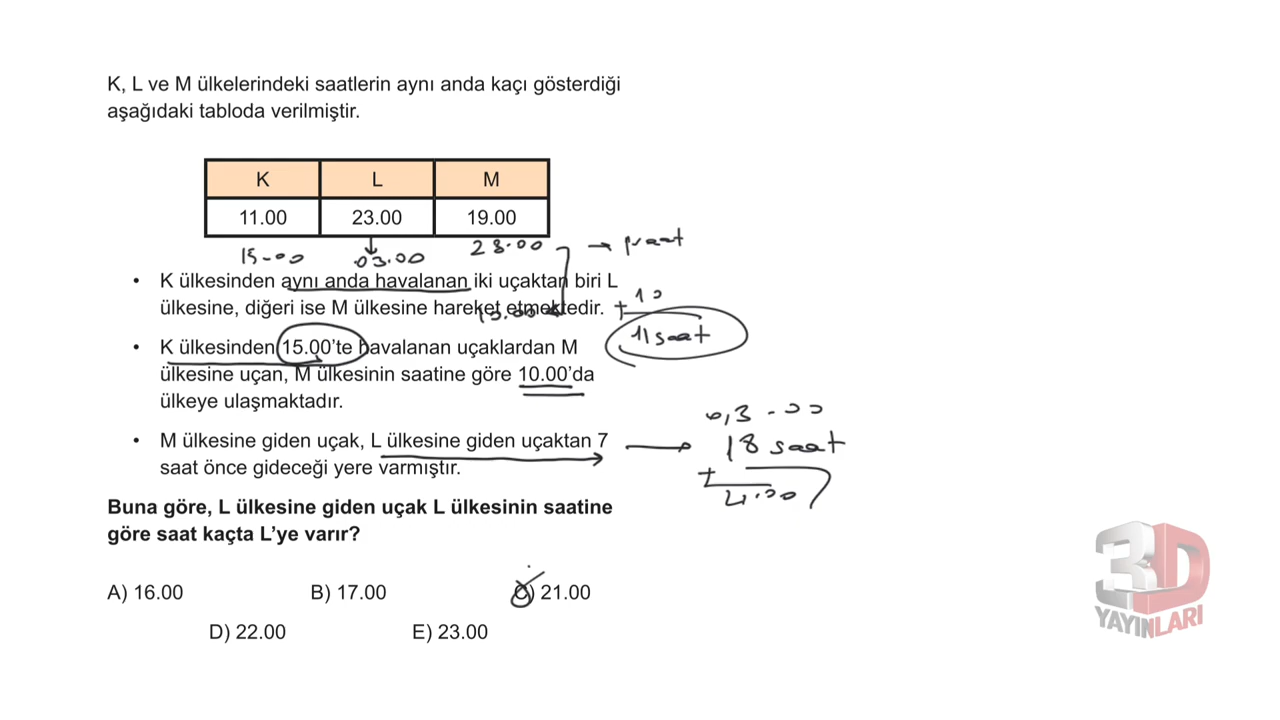 K, L ve M ülkelerindeki saatlerin aynı anda kaçı gösterdiği
aşağıdaki tabloda verilmiştir.
K L M
11.00 23.00 19.00
15.00 03.00 23.00 → 1 saat
• K ülkesinden aynı anda havalanan iki uçaktan biri L
ülkesine, diğeri ise M ülkesine hareket etmektedir. + 10
11 saat
• K ülkesinden 15.00'te havalanan uçaklardan M
ülkesine uçan, M ülkesinin saatine göre 10.00'da
ülkeye ulaşmaktadır.
03.00
• M ülkesine giden uçak, L ülkesine giden uçaktan 7 → 18 saat
saat önce gideceği yere varmıştır. +
Buna göre, L ülkesine giden uçak L ülkesinin saatine
göre saat kaçta L'ye varır?
A) 16.00 B) 17.00 C) 21.00
D) 22.00 E) 23.00
3D
YAYINLARI